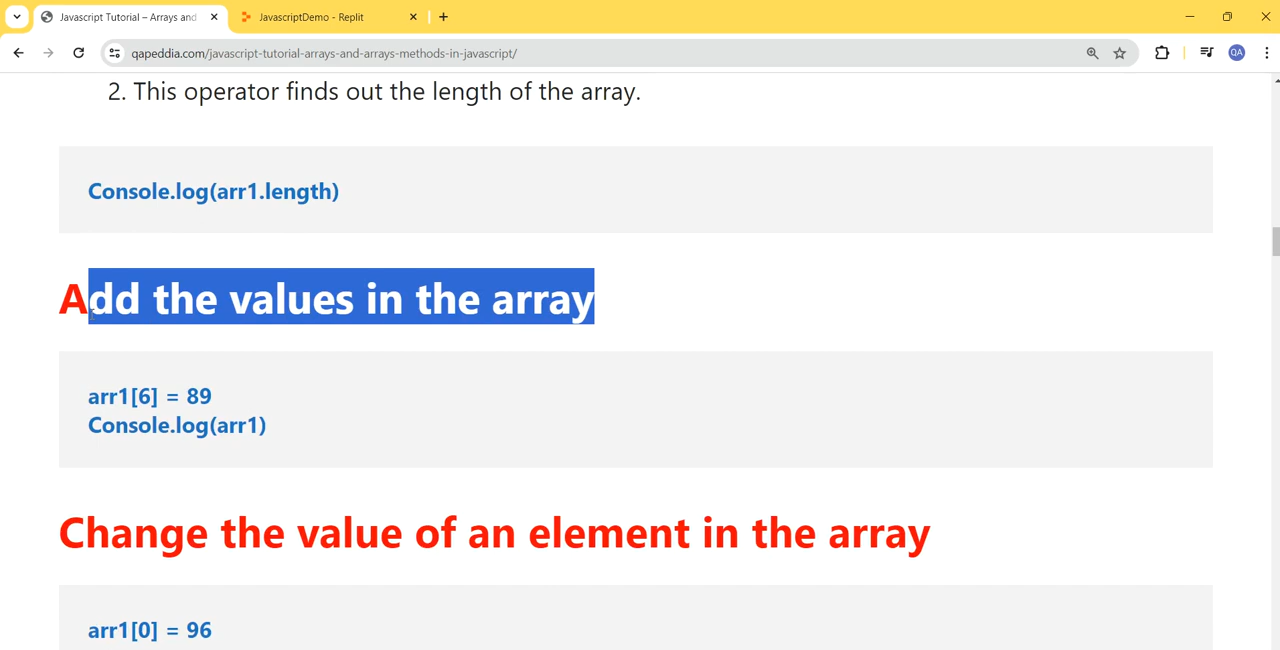 Javascript Tutorial – Arrays and
JavascriptDemo - Replit
qapeddia.com/javascript-tutorial-arrays-and-arrays-methods-in-javascript/
QA
2. This operator finds out the length of the array.
Console.log(arr1.length)
Add the values in the array
arr1[6] = 89
Console.log(arr1)
Change the value of an element in the array
arr1[0] = 96